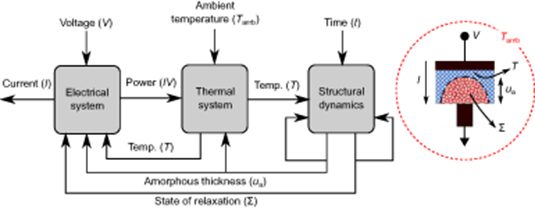 Voltage (V)
Ambient
temperature (Tamb)
Time (t)
Current (I)
Electrical
system
Power (IV)
Thermal
system
Temp. (T)
Structural
dynamics
Temp. (T)
Amorphous thickness (ua)
State of relaxation (Σ)
V
Tamb
I
T
ua
Σ